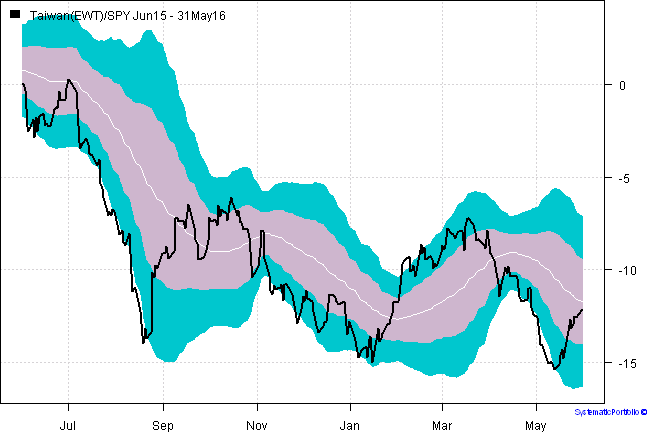 Taiwan(EWT)/SPY Jun15 - 31May16
0
-5
-10
-15
Jul Sep Nov Jan Mar May
SystematicPortfolio ©